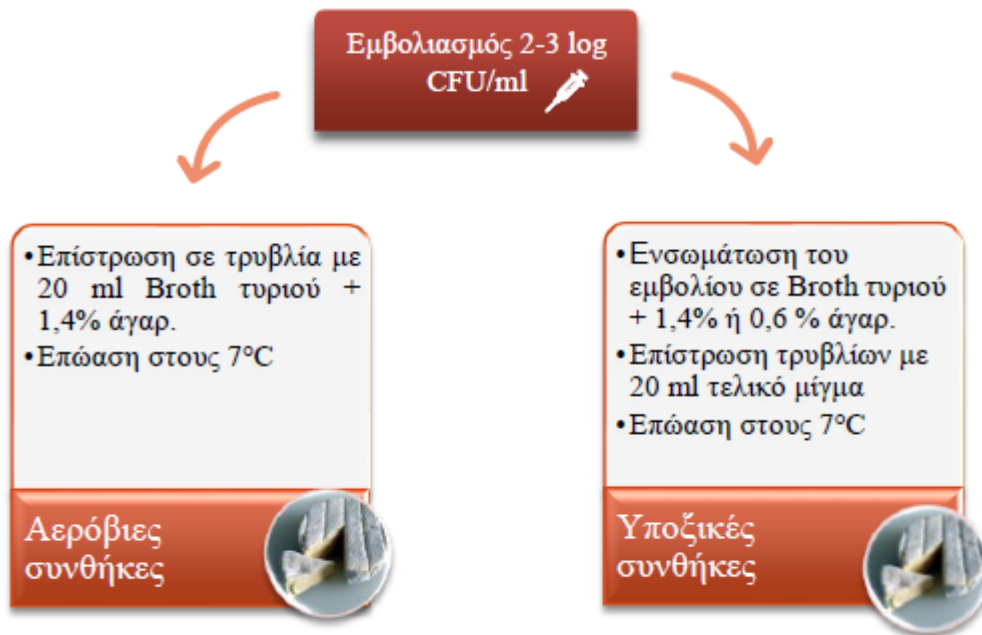 Εμβολιασμός 2-3 log
CFU/ml
•Επίστρωση σε τρυβλία με
20 ml Broth τυριού +
1,4% άγαρ.
•Επώαση στους 7°C
Αερόβιες
συνθήκες
•Ενσωμάτωση του
εμβολίου σε Broth τυριού
+ 1,4% ή 0,6 % άγαρ.
•Επίστρωση τρυβλίων με
20 ml τελικό μίγμα
•Επώαση στους 7°C
Υποξικές
συνθήκες